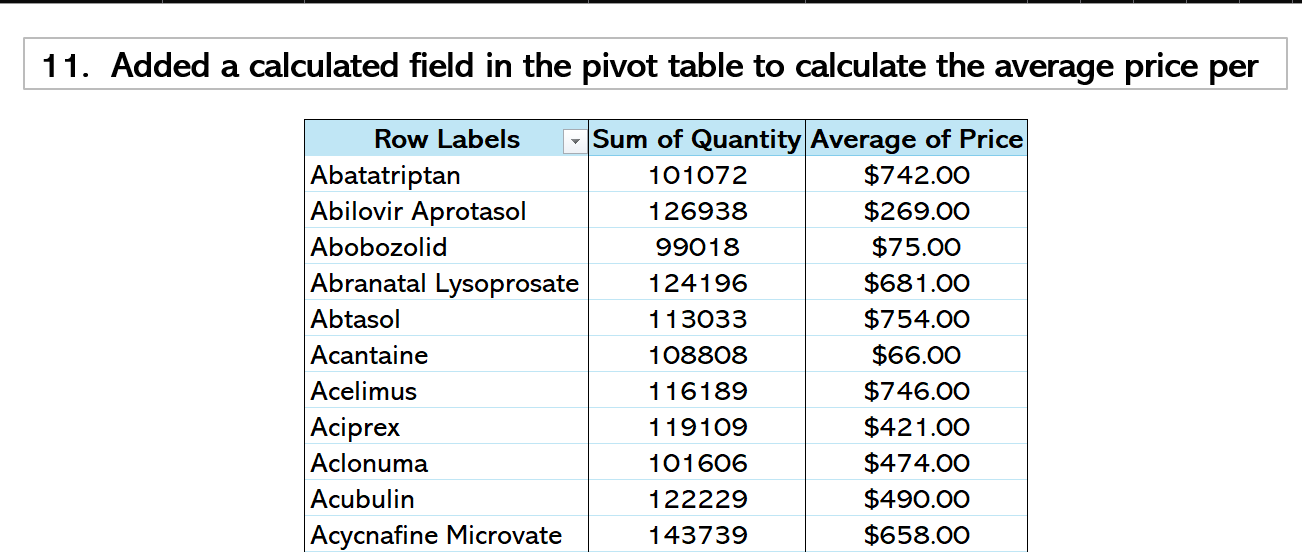 11. Added a calculated field in the pivot table to calculate the average price per
Row Labels Sum of Quantity Average of Price
Abatatriptan 101072 $742.00
Abilovir Aprotasol 126938 $269.00
Abobozolid 99018 $75.00
Abranatal Lysoprosate 124196 $681.00
Abtasol 113033 $754.00
Acantaine 108808 $66.00
Acelimus 116189 $746.00
Aciprex 119109 $421.00
Aclonuma 101606 $474.00
Acubulin 122229 $490.00
Acycnafine Microvate 143739 $658.00